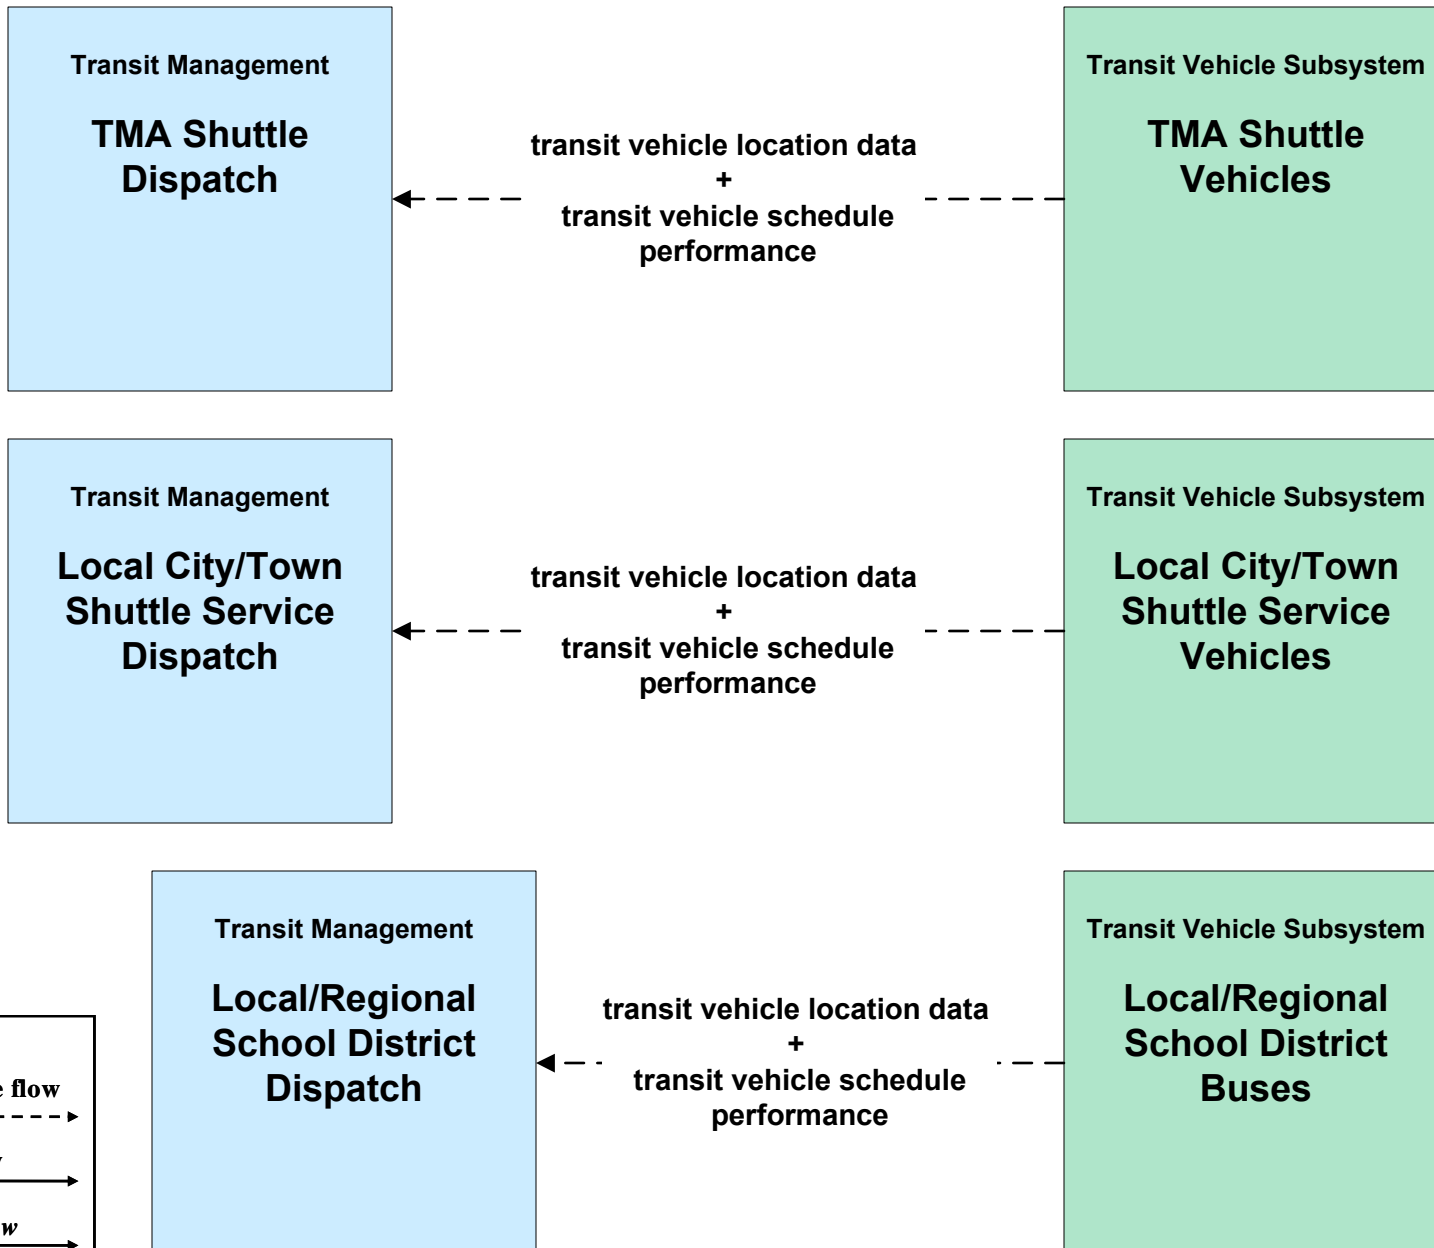 Transit Management
TMA Shuttle
Dispatch
transit vehicle location data
+
transit vehicle schedule
performance
Transit Vehicle Subsystem
TMA Shuttle
Vehicles
Transit Management
Local City/Town
Shuttle Service
Dispatch
transit vehicle location data
+
transit vehicle schedule
performance
Transit Vehicle Subsystem
Local City/Town
Shuttle Service
Vehicles
Transit Management
Local/Regional
School District
Dispatch
transit vehicle location data
+
transit vehicle schedule
performance
Transit Vehicle Subsystem
Local/Regional
School District
Buses
flow